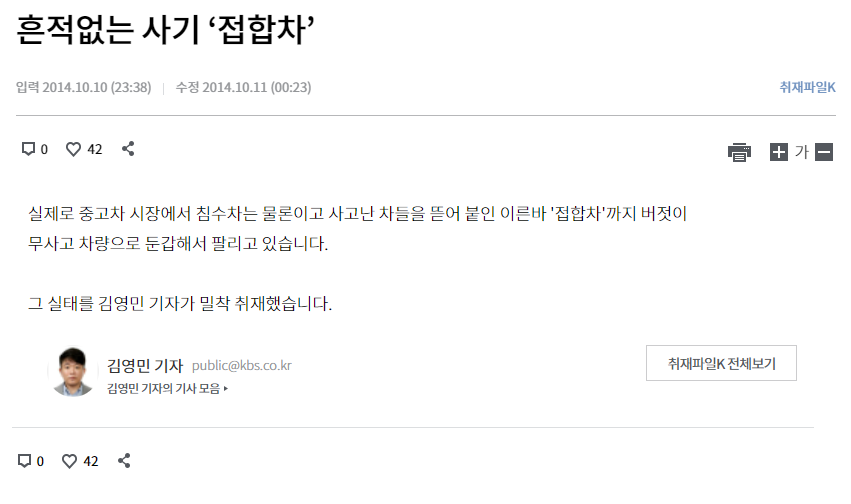 흔적없는 사기 ‘접합차’
입력 2014.10.10 (23:38) 수정 2014.10.11 (00:23) 취재파일K
0 42 가
실제로 중고차 시장에서 침수차는 물론이고 사고난 차들을 뜯어 붙인 이른바 '접합차'까지 버젓이
무사고 차량으로 둔갑해서 팔리고 있습니다.
그 실태를 김영민 기자가 밀착 취재했습니다.
김영민 기자 public@kbs.co.kr 취재파일K 전체보기
김영민 기자의 기사 모음
0 42